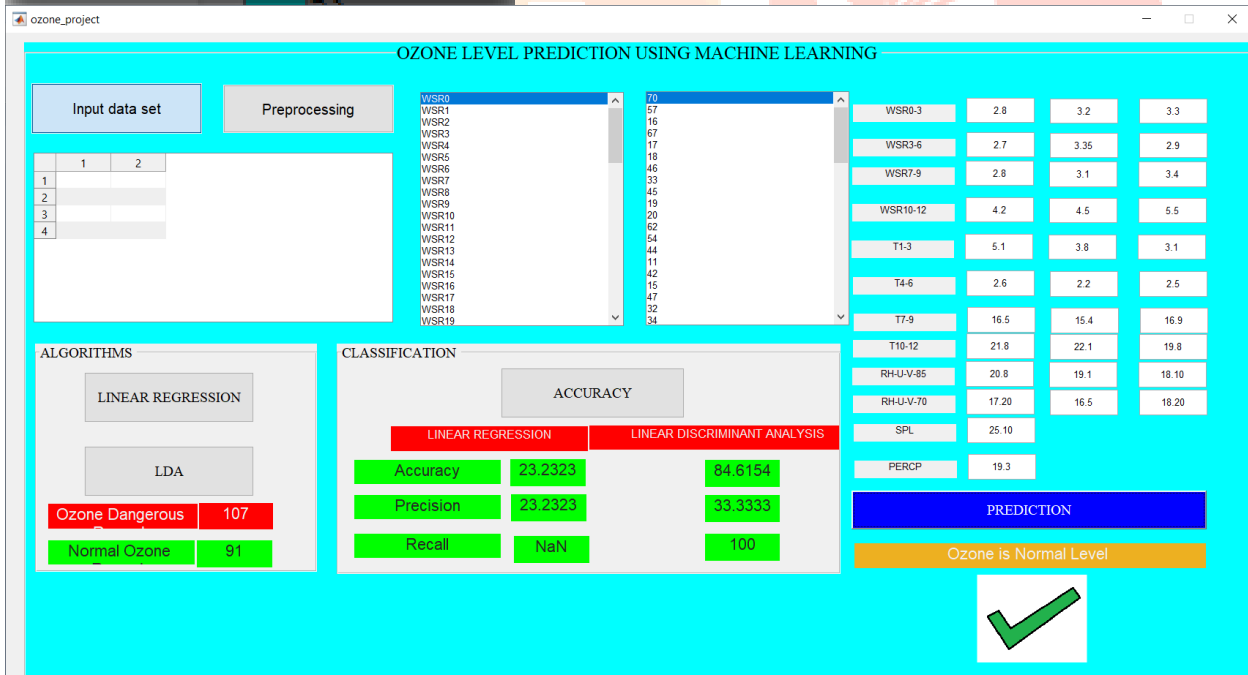 ozone_project
OZONE LEVEL PREDICTION USING MACHINE LEARNING
Input data set
Preprocessing
1 2
1
2
3
4
WSR0
WSR1
WSR2
WSR3
WSR4
WSR5
WSR6
WSR7
WSR8
WSR9
WSR10
WSR11
WSR12
WSR13
WSR14
WSR15
WSR16
WSR17
WSR18
WSR19
70
57
16
67
17
18
46
33
45
19
20
62
54
44
11
42
15
47
32
34
WSR0-3 2.8 3.2 3.3
WSR3-6 2.7 3.35 2.9
WSR7-9 2.8 3.1 3.4
WSR10-12 4.2 4.5 5.5
T1-3 5.1 3.8 3.1
T4-6 2.6 2.2 2.5
T7-9 16.5 15.4 16.9
T10-12 21.8 22.1 19.8
RH-U-V-85 20.8 19.1 18.10
RH-U-V-70 17.20 16.5 18.20
SPL 25.10
PERCP 19.3
PREDICTION
Ozone is Normal Level
ALGORITHMS
LINEAR REGRESSION
LDA
Ozone Dangerous 107
Normal Ozone 91
CLASSIFICATION
ACCURACY
LINEAR REGRESSION LINEAR DISCRIMINANT ANALYSIS
Accuracy 23.2323 84.6154
Precision 23.2323 33.3333
Recall NaN 100